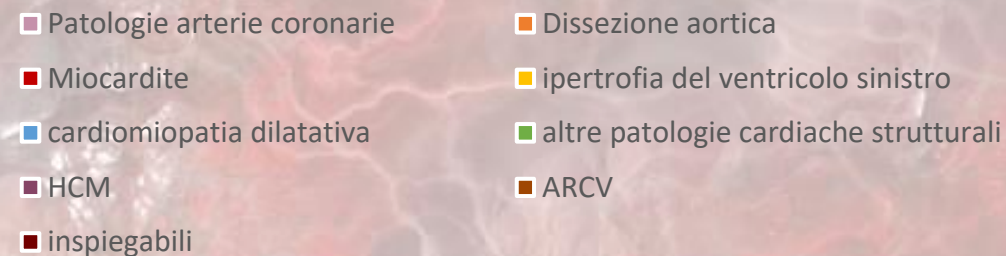 Patologie arterie coronarie
Dissezione aortica
Miocardite
ipertrofia del ventricolo sinistro
cardiomiopatia dilatativa
altre patologie cardiache strutturali
HCM
ARCV
inspiegabili